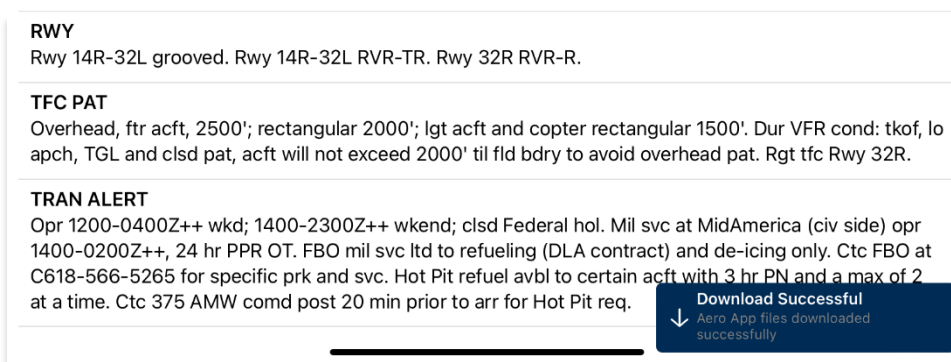 RWY
Rwy 14R-32L grooved. Rwy 14R-32L RVR-TR. Rwy 32R RVR-R.
TFC PAT
Overhead, ftr acft, 2500'; rectangular 2000'; lgt acft and copter rectangular 1500'. Dur VFR cond: tkof, lo
apch, TGL and clsd pat, acft will not exceed 2000' til fld bdry to avoid overhead pat. Rgt tfc Rwy 32R.
TRAN ALERT
Opr 1200-0400Z++ wkd; 1400-2300Z++ wkend; clsd Federal hol. Mil svc at MidAmerica (civ side) opr
1400-0200Z++, 24 hr PPR OT. FBO mil svc ltd to refueling (DLA contract) and de-icing only. Ctc FBO at
C618-566-5265 for specific prk and svc. Hot Pit refuel avbl to certain acft with 3 hr PN and a max of 2
at a time. Ctc 375 AMW comd post 20 min prior to arr for Hot Pit req.
Download Successful
Aero App files downloaded
successfully